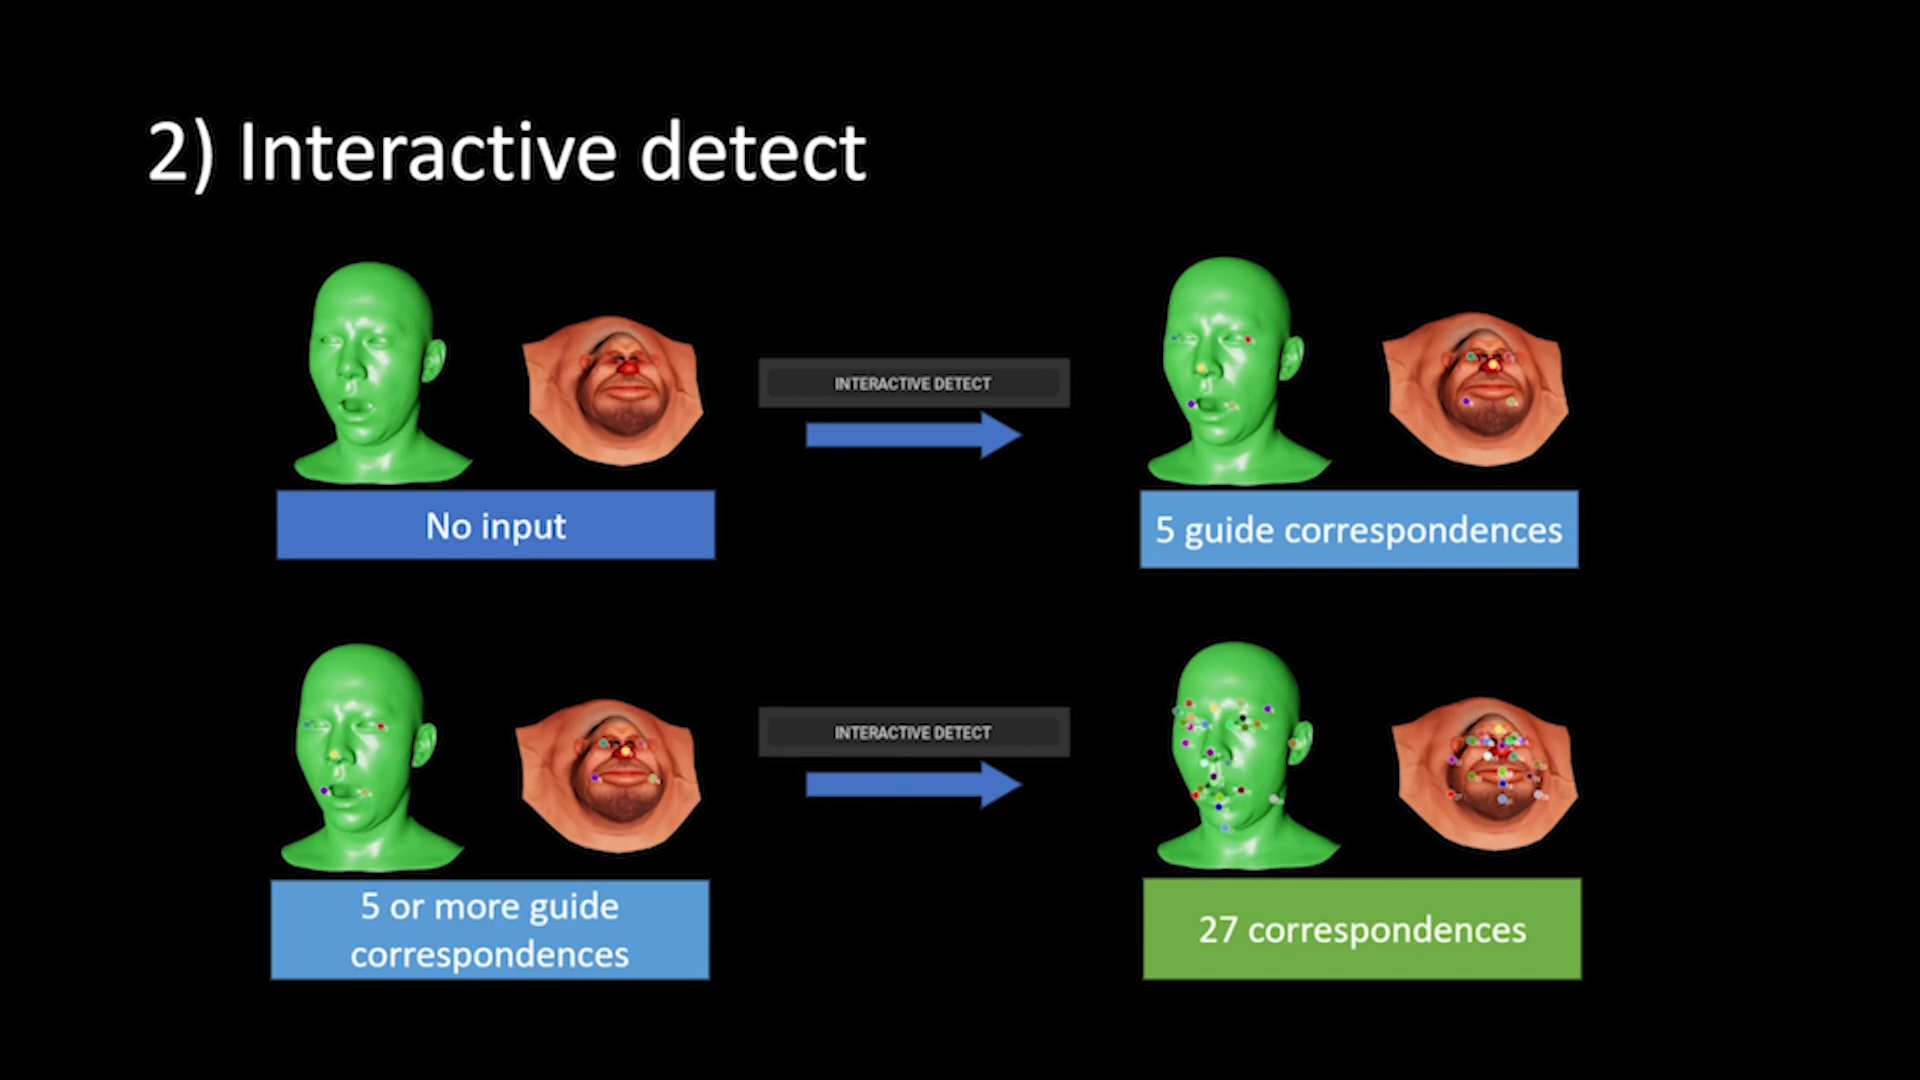 2) Interactive detect
INTERACTIVE DETECT
No input
5 guide correspondences
INTERACTIVE DETECT
5 or more guide
correspondences
27 correspondences